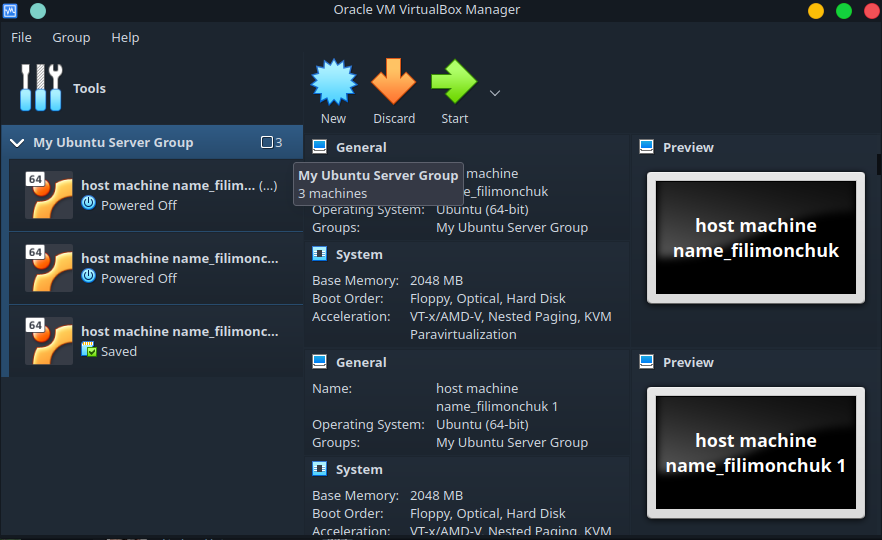 Oracle VM VirtualBox Manager
File Group Help
Tools
New Discard Start
My Ubuntu Server Group 3
64
host machine name_filim... (...)
Powered Off
64
host machine name_filimonc...
Powered Off
64
host machine name_filimonc...
Saved
My Ubuntu Server Group
3 machines
General
machine
_filimonchuk
Operating System: Ubuntu (64-bit)
Groups: My Ubuntu Server Group
System
Base Memory: 2048 MB
Boot Order: Floppy, Optical, Hard Disk
Acceleration: VT-x/AMD-V, Nested Paging, KVM
Paravirtualization
General
Name: host machine
name_filimonchuk 1
Operating System: Ubuntu (64-bit)
Groups: My Ubuntu Server Group
System
Base Memory: 2048 MB
Boot Order: Floppy, Optical, Hard Disk
Acceleration: VT-x/AMD-V, Nested Paging, KVM
Preview
host machine
name_filimonchuk
Preview
host machine
name_filimonchuk 1